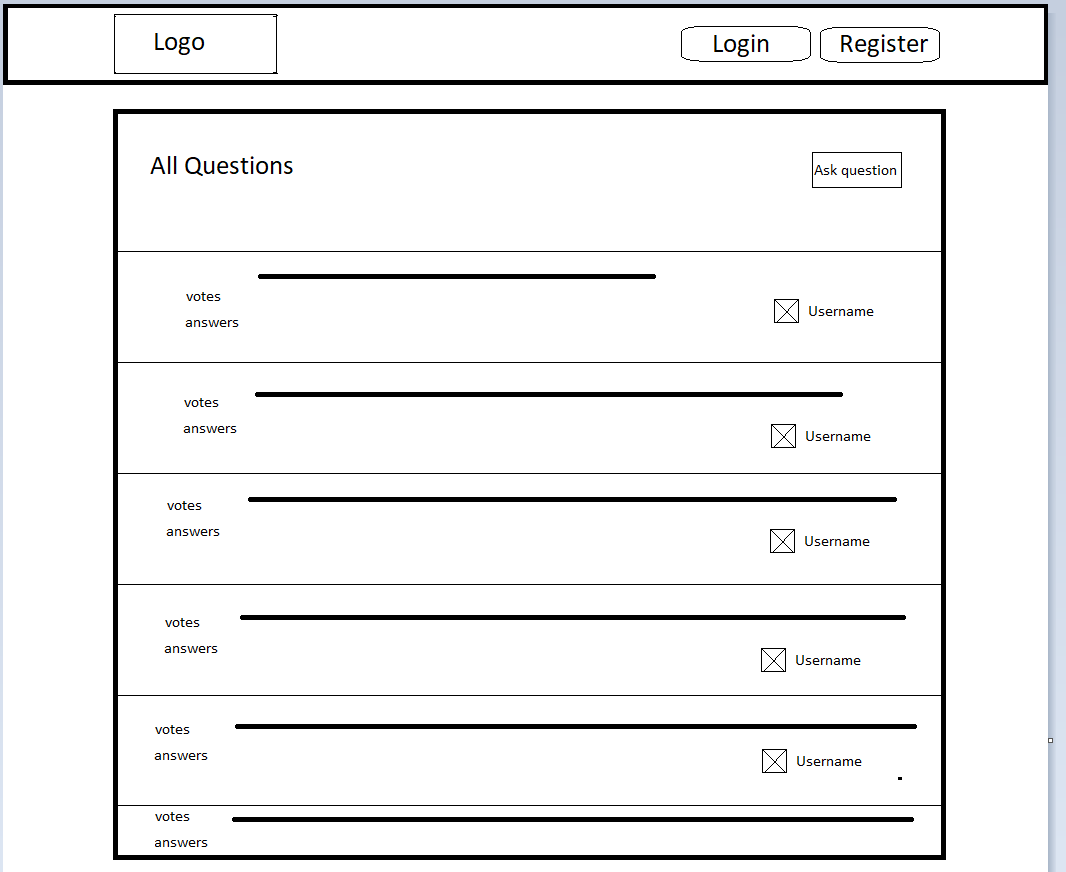 Logo
Login
Register
All Questions
Ask question
votes
answers
Username
votes
answers
Username
votes
answers
Username
votes
answers
Username
votes
answers
Username
votes
answers